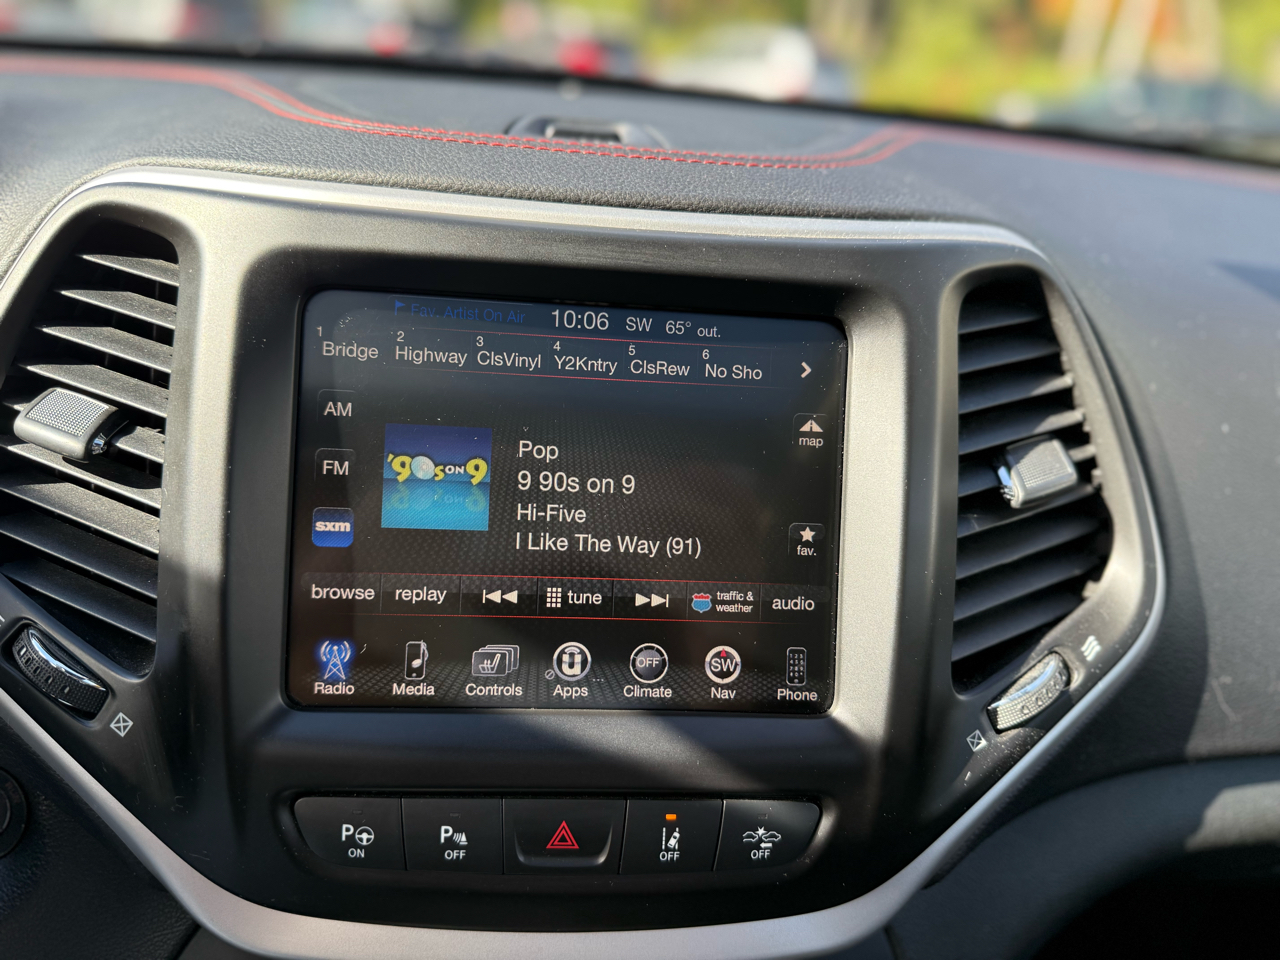 Fav. Artist On Air 10:06 SW 65° out.
1 Bridge 2 Highway 3 ClsVinyl 4 Y2Kntry 5 ClsRew 6 No Sho
AM
FM
sxm
'90s ON 9
Pop
9 90s on 9
Hi-Five
I Like The Way (91)
map
fav.
browse replay tune traffic & weather audio
OFF SW
Radio Media Controls Apps Climate Nav Phone
P ON
P OFF
OFF
OFF